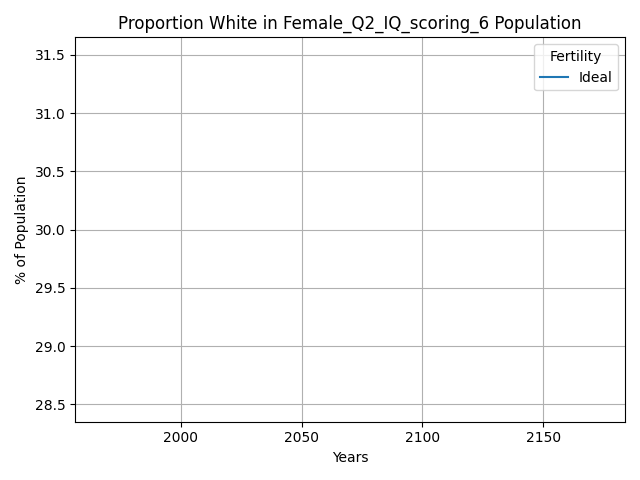 Proportion White in Female_Q2_IQ_scoring_6 Population
31.5
31.0
30.5
30.0
29.5
29.0
28.5
% of Population
Fertility
Ideal
2000 2050 2100 2150
Years